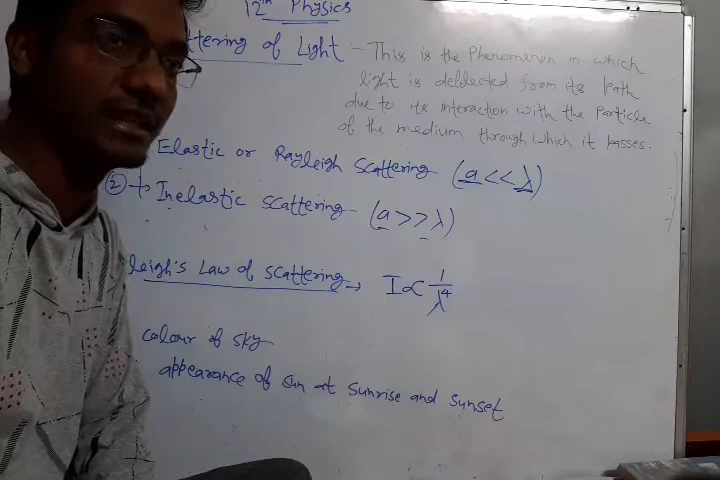 12th Physics
ttering of Light - This is the Phenomenon in which
light is deblected from its Path
due to its interaction with the Particle
of the medium through which it passes.
Elastic or Rayleigh Scattering (a << λ)
② → Inelastic scattering (a >> λ)
leigh's Law of scattering → I ∝ 1/λ⁴
colour of sky
appearance of sun at sunrise and sunset